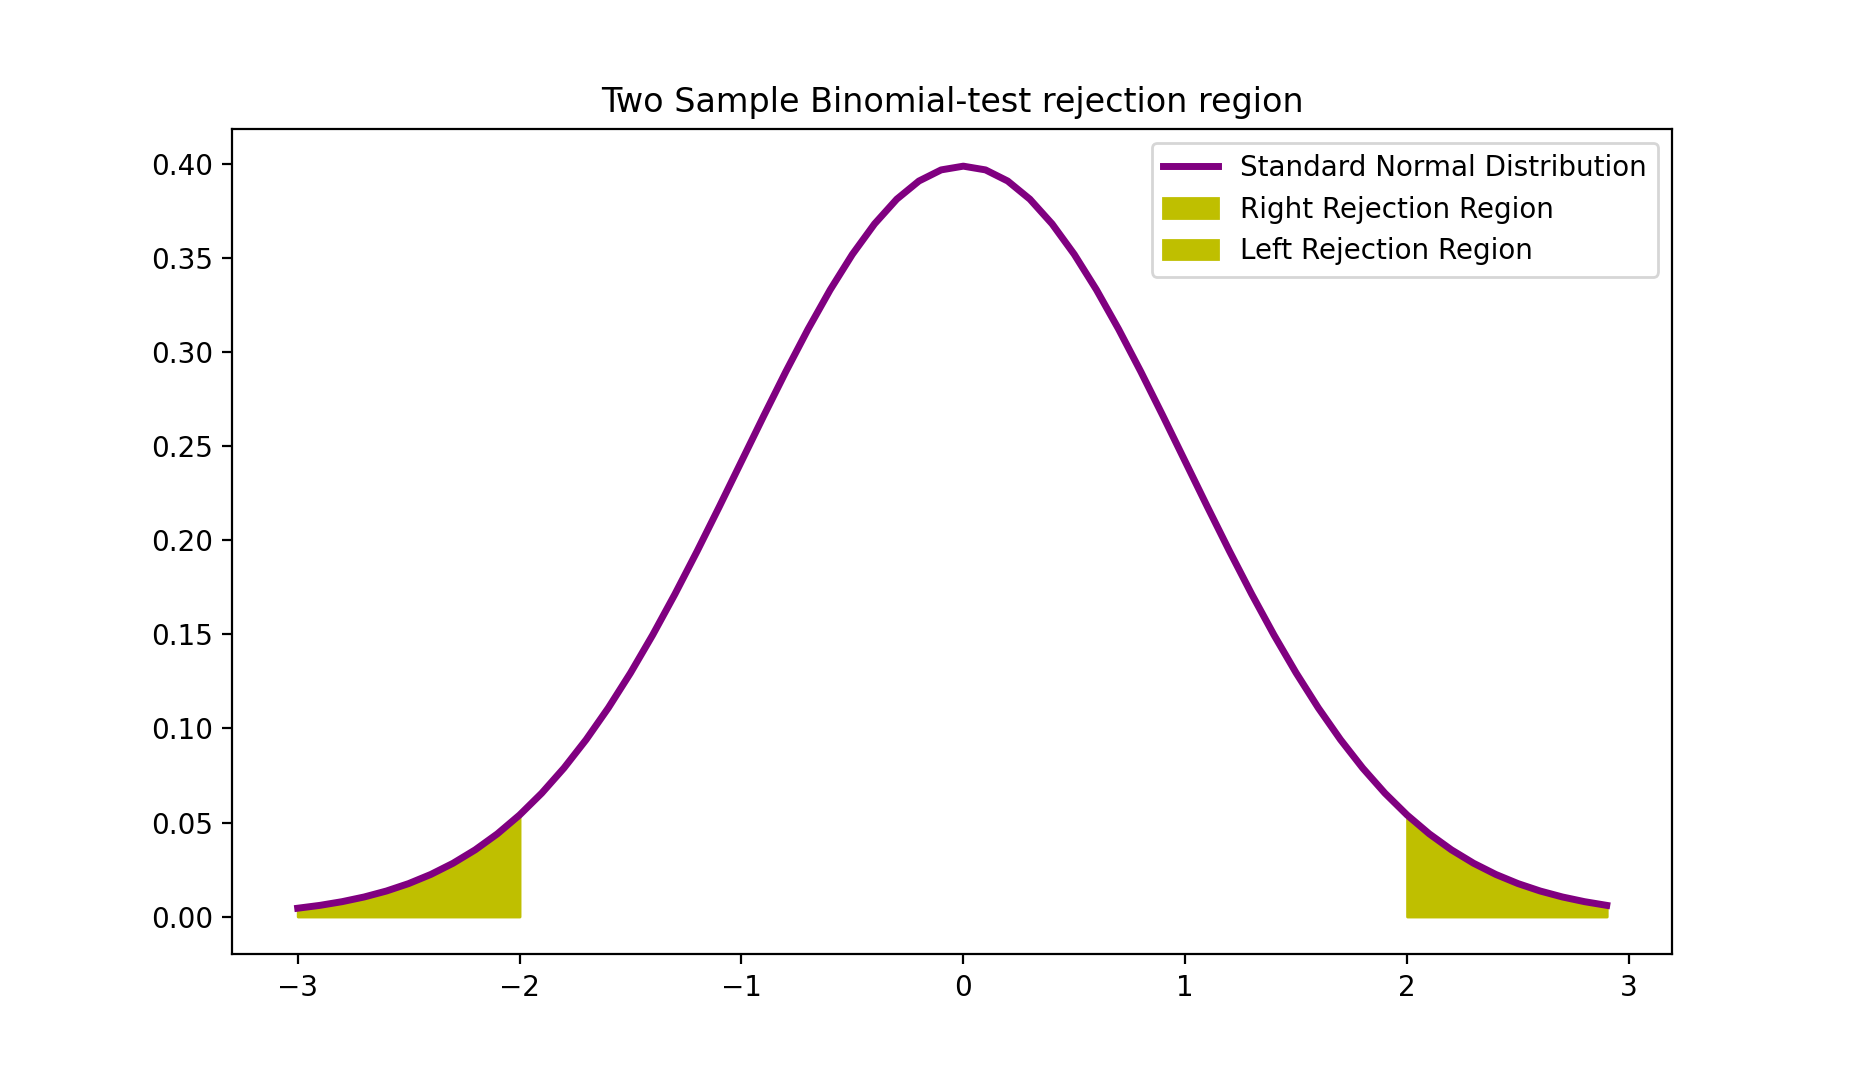 Two Sample Binomial-test rejection region
Standard Normal Distribution
Right Rejection Region
Left Rejection Region
0.40
0.35
0.30
0.25
0.20
0.15
0.10
0.05
0.00
−3 −2 −1 0 1 2 3